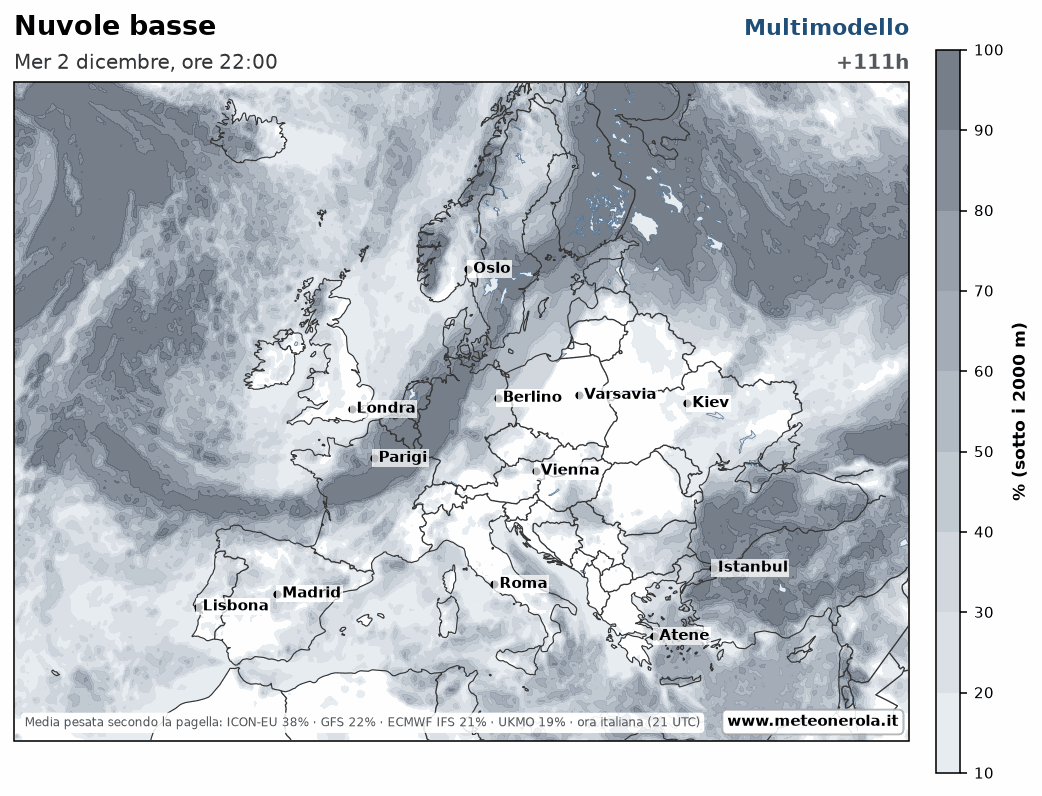 Nuvole basse
Multimodello
Mer 2 dicembre, ore 22:00
+111h
100
90
80
70
60
50
40
30
20
10
% (sotto i 2000 m)
Oslo
Londra
Berlino
Varsavia
Kiev
Parigi
Vienna
Istanbul
Roma
Madrid
Lisbona
Atene
Media pesata secondo la pagella: ICON-EU 38% · GFS 22% · ECMWF IFS 21% · UKMO 19% · ora italiana (21 UTC)
www.meteonerola.it